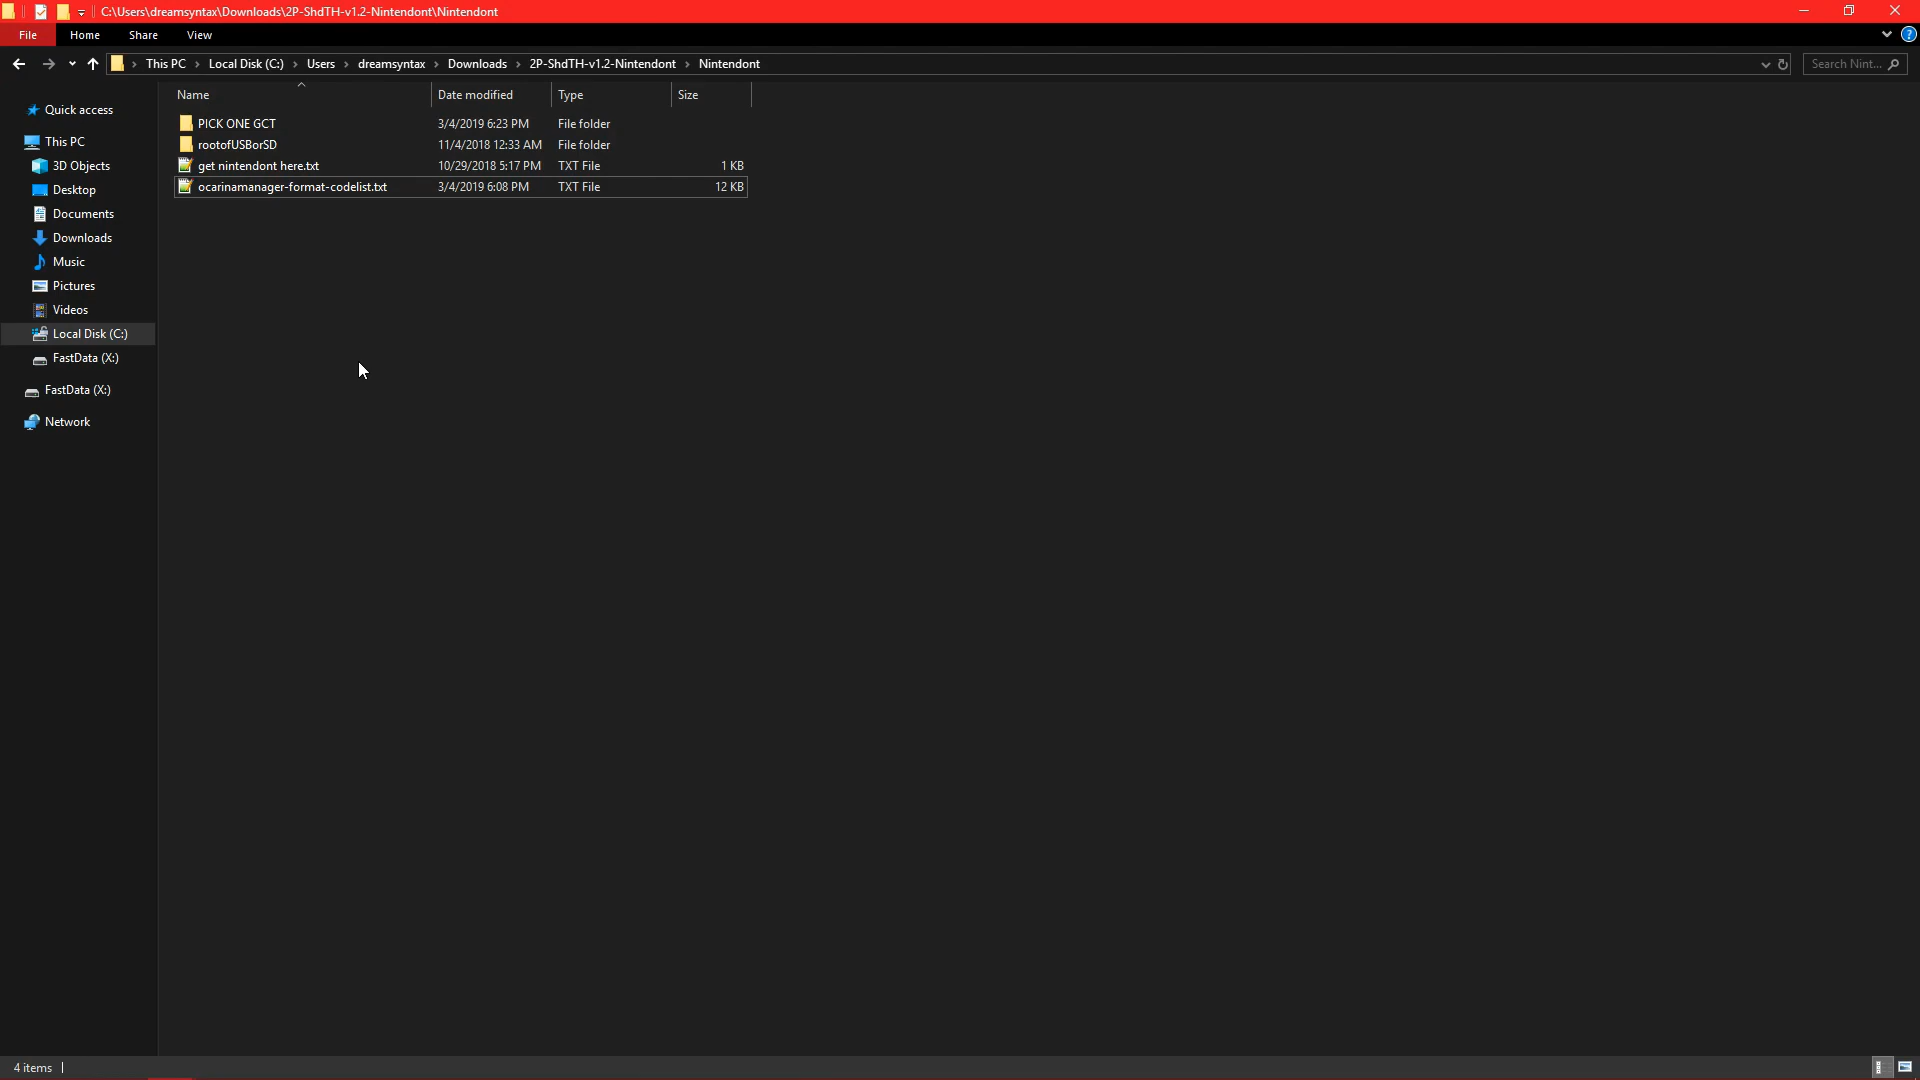 C:\Users\dreamsyntax\Downloads\2P-ShdTH-v1.2-Nintendont\Nintendont
File Home Share View ?
This PC Local Disk (C:) Users dreamsyntax Downloads 2P-ShdTH-v1.2-Nintendont Nintendont Search Nint...
Name Date modified Type Size
Quick access
This PC
3D Objects
Desktop
Documents
Downloads
Music
Pictures
Videos
Local Disk (C:)
FastData (X:)
FastData (X:)
Network
PICK ONE GCT 3/4/2019 6:23 PM File folder
rootofUSBorSD 11/4/2018 12:33 AM File folder
get nintendont here.txt 10/29/2018 5:17 PM TXT File 1 KB
ocarinamanager-format-codelist.txt 3/4/2019 6:08 PM TXT File 12 KB
4 items